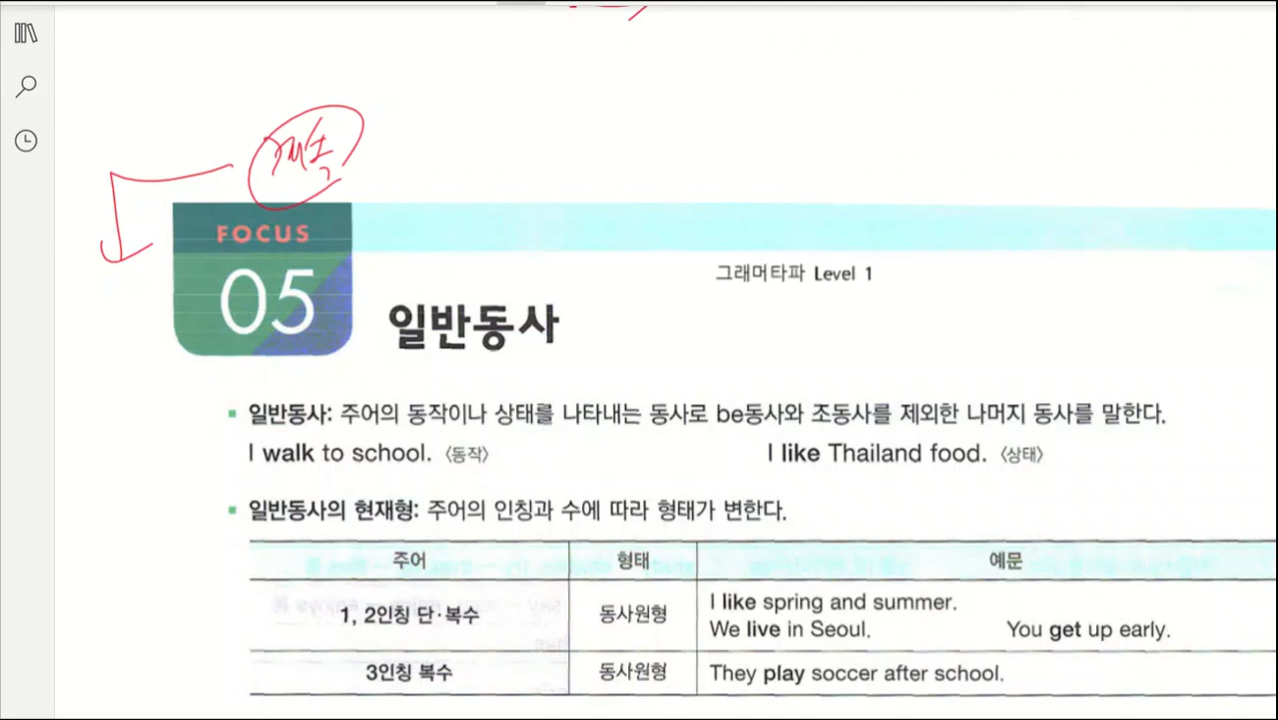 FOCUS
05
그래머타파 Level 1
일반동사
일반동사: 주어의 동작이나 상태를 나타내는 동사로 be동사와 조동사를 제외한 나머지 동사를 말한다.
I walk to school. 〈동작〉 I like Thailand food. 〈상태〉
일반동사의 현재형: 주어의 인칭과 수에 따라 형태가 변한다.
주어 형태 예문
1, 2인칭 단·복수 동사원형 I like spring and summer.
We live in Seoul. You get up early.
3인칭 복수 동사원형 They play soccer after school.